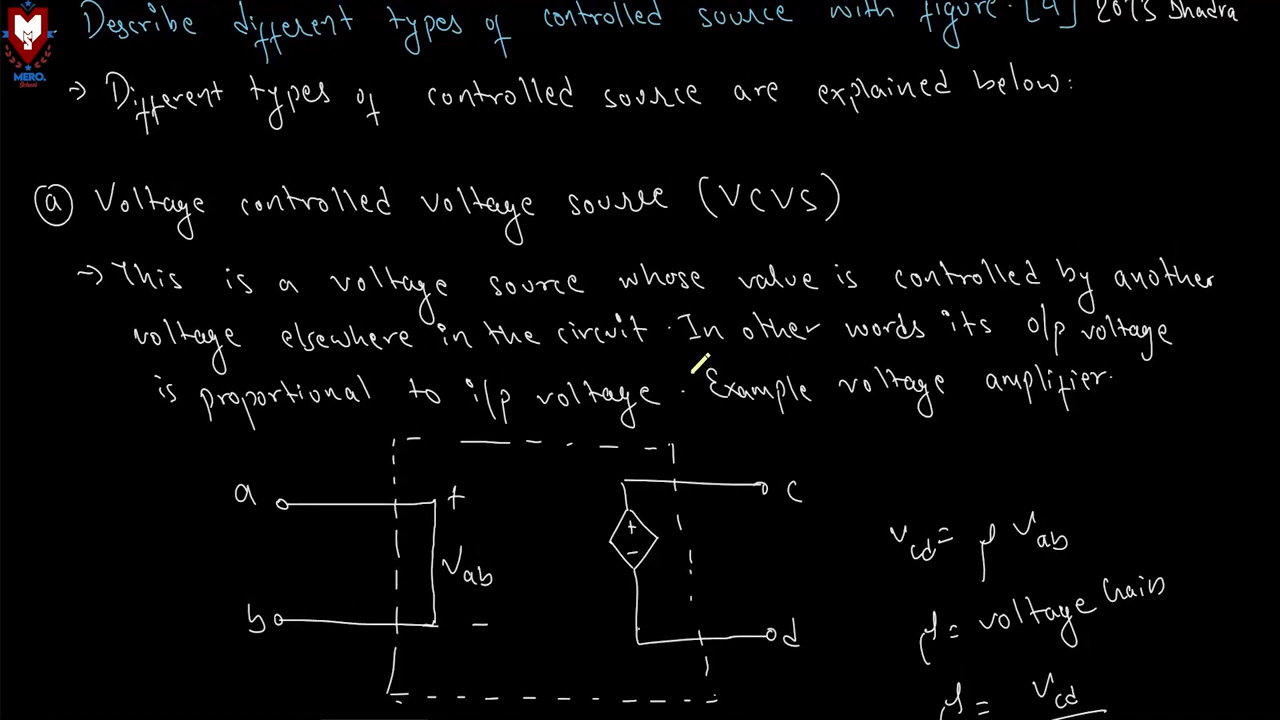 Describe different types of controlled source with figure. [4] 2073 Bhadra
MERO.
School
→ Different types of controlled source are explained below:
(a) Voltage controlled voltage source (VCVS)
→ This is a voltage source whose value is controlled by another
voltage elsewhere in the circuit. In other words its o/p voltage
is proportional to i/p voltage. Example voltage amplifier.
a + c
+
-
Vab
b - d
Vcd = μ Vab
μ = voltage Gain
μ = Vcd